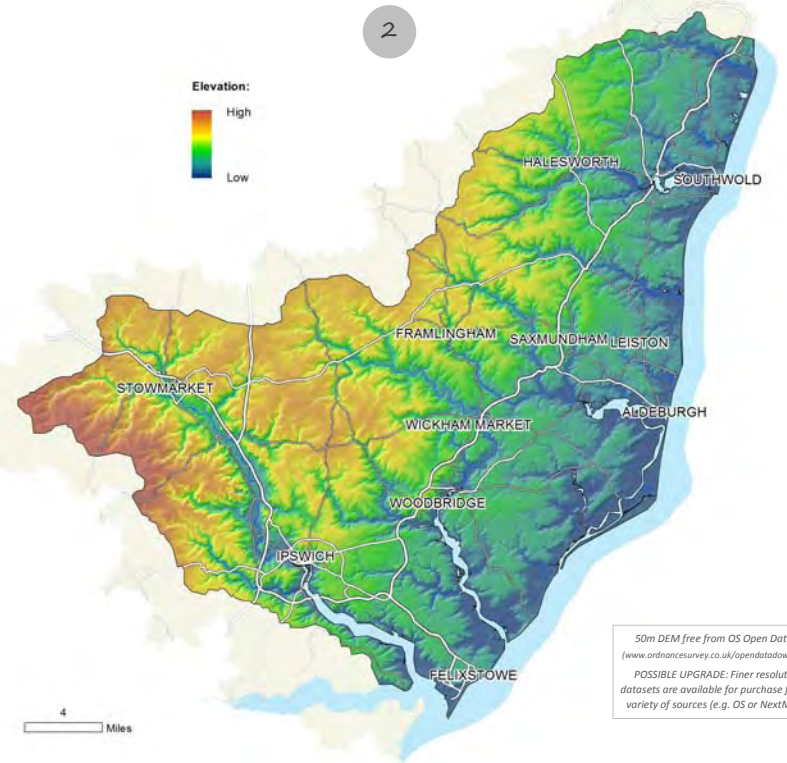 2
Elevation:
High
Low
HALESWORTH
SOUTHWOLD
FRAMLINGHAM
SAXMUNDHAM
LEISTON
STOWMARKET
ALDEBURGH
WICKHAM MARKET
WOODBRIDGE
IPSWICH
FELIXSTOWE
50m DEM free from OS Open Dat
(www.ordnancesurvey.co.uk/opendatadow
POSSIBLE UPGRADE: Finer resolut
datasets are available for purchase f
variety of sources (e.g. OS or NextM
4
Miles